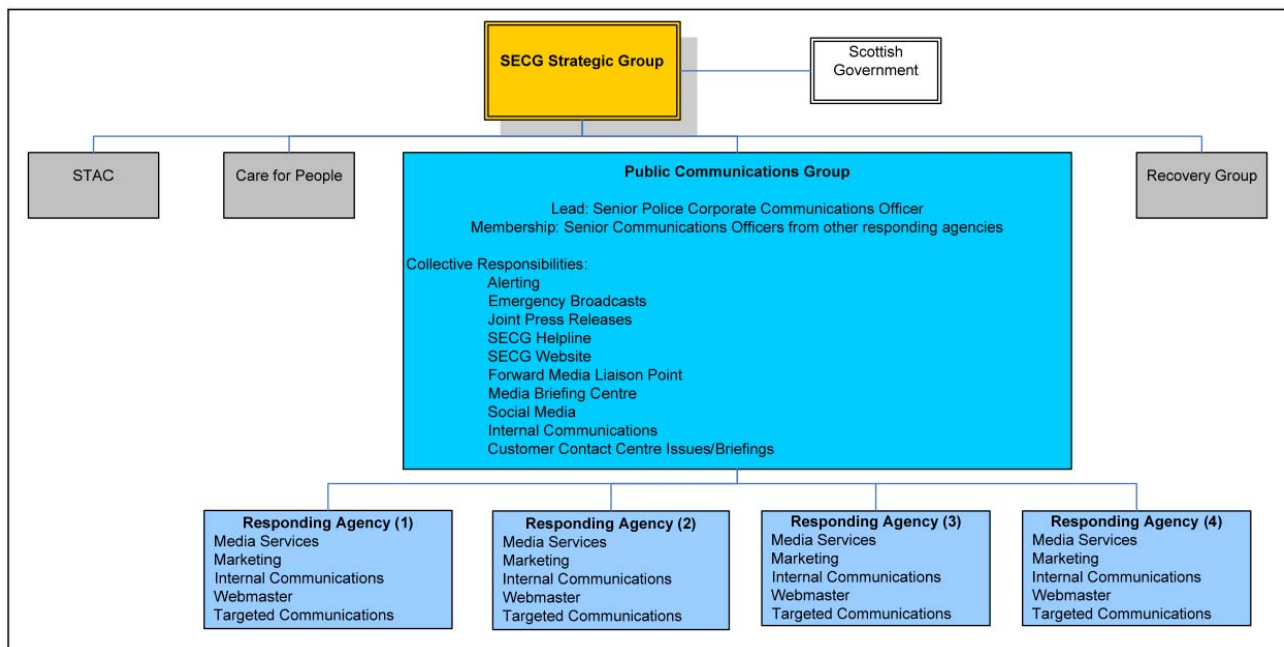 SECG Strategic Group
Scottish
Government
STAC
Care for People
Public Communications Group
Lead: Senior Police Corporate Communications Officer
Membership: Senior Communications Officers from other responding agencies
Collective Responsibilities:
Alerting
Emergency Broadcasts
Joint Press Releases
SECG Helpline
SECG Website
Forward Media Liaison Point
Media Briefing Centre
Social Media
Internal Communications
Customer Contact Centre Issues/Briefings
Recovery Group
Responding Agency (1)
Media Services
Marketing
Internal Communications
Webmaster
Targeted Communications
Responding Agency (2)
Media Services
Marketing
Internal Communications
Webmaster
Targeted Communications
Responding Agency (3)
Media Services
Marketing
Internal Communications
Webmaster
Targeted Communications
Responding Agency (4)
Media Services
Marketing
Internal Communications
Webmaster
Targeted Communications